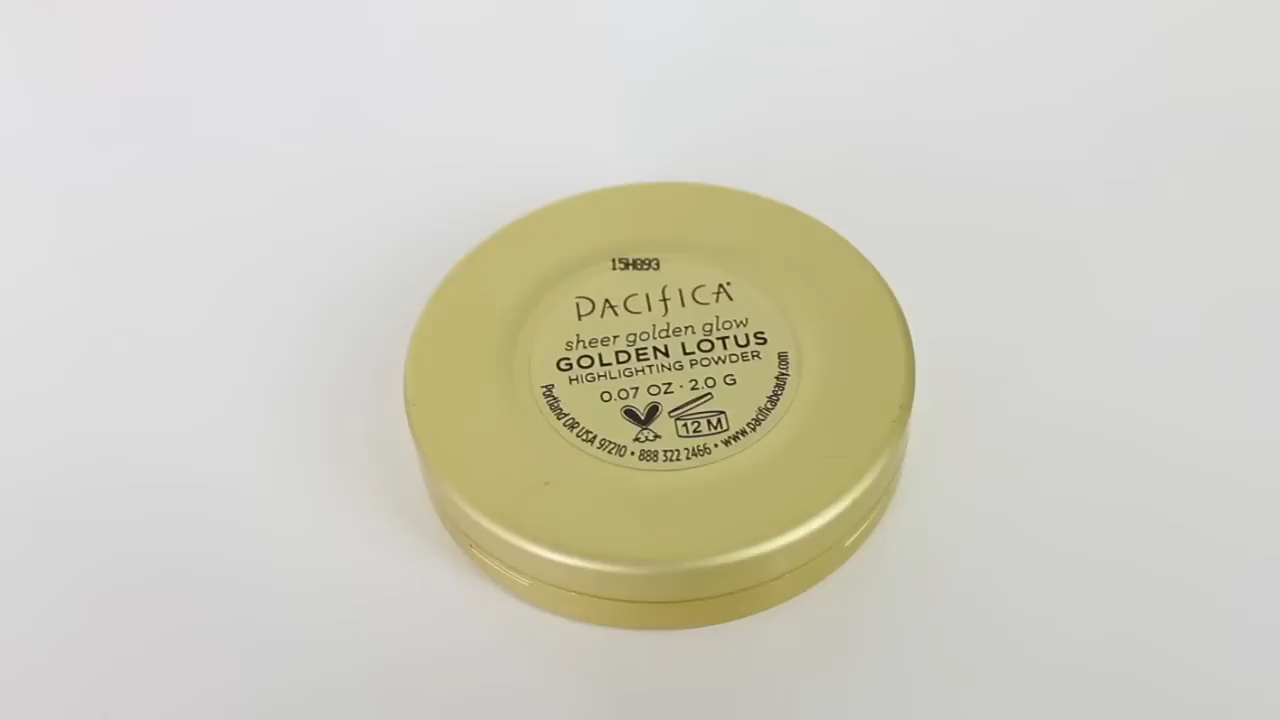 15H893
PACIFICA®
sheer golden glow
GOLDEN LOTUS
HIGHLIGHTING POWDER
0.07 OZ · 2.0 G
12 M
Portland OR USA 97210 • 888 322 2466 • www.pacificabeauty.com